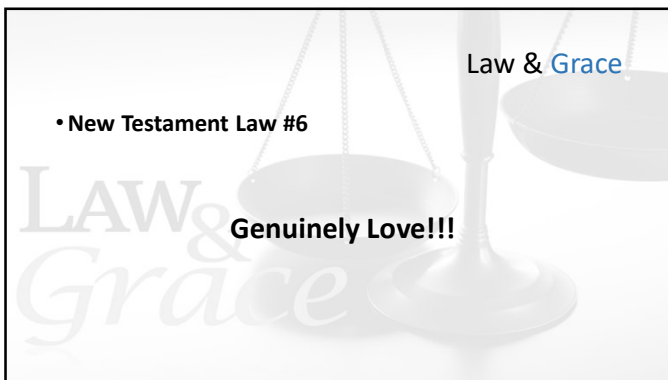 Law & Grace
• New Testament Law #6
LAW &
Grace
Genuinely Love!!!